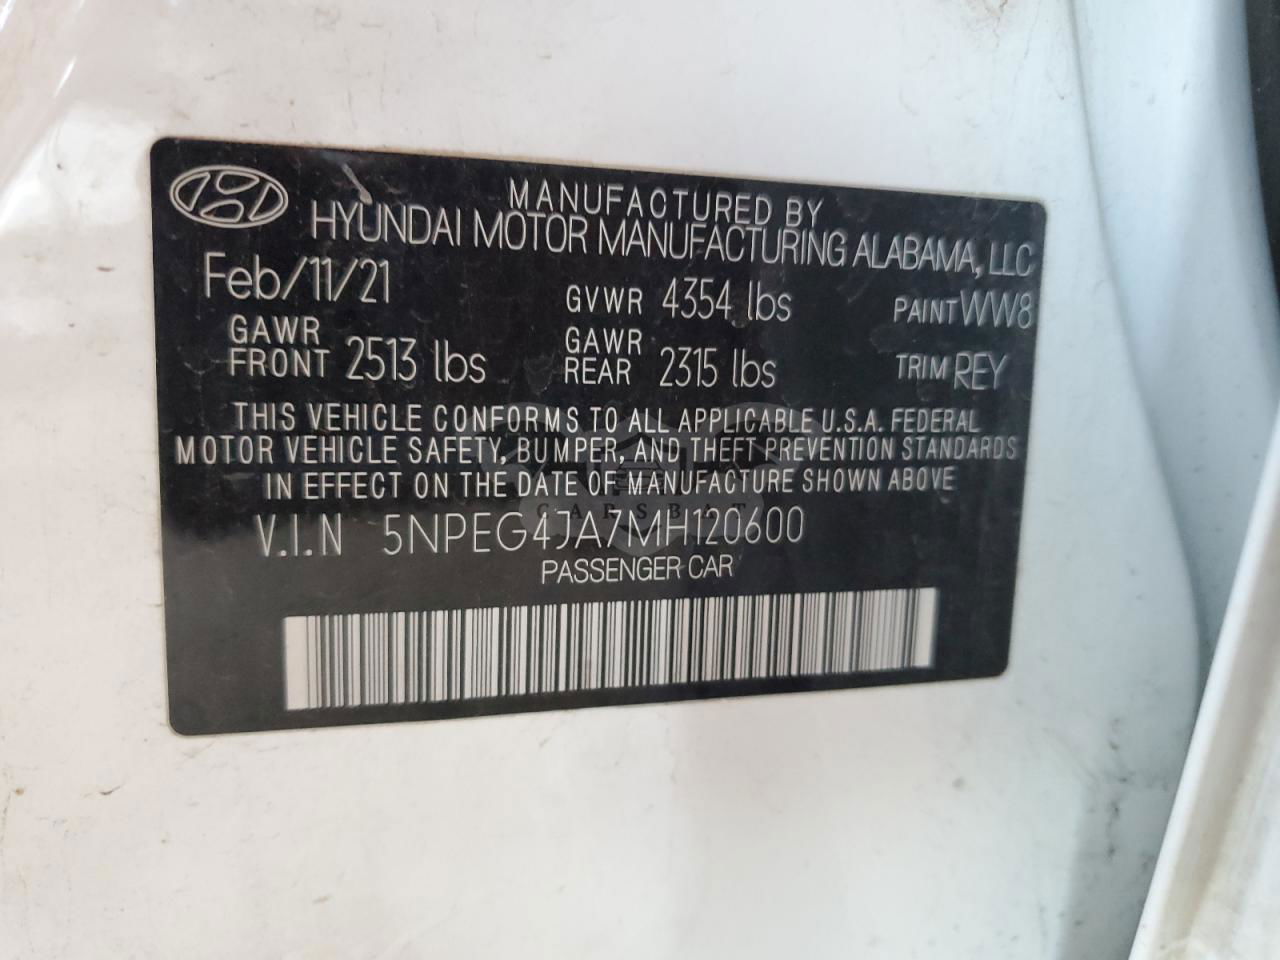 MANUFACTURED BY
HYUNDAI MOTOR MANUFACTURING ALABAMA, LLC
Feb/11/21 GVWR 4354 lbs PAINT WW8
GAWR FRONT 2513 lbs GAWR REAR 2315 lbs TRIM REY
THIS VEHICLE CONFORMS TO ALL APPLICABLE U.S.A. FEDERAL
MOTOR VEHICLE SAFETY, BUMPER, AND THEFT PREVENTION STANDARDS
IN EFFECT ON THE DATE OF MANUFACTURE SHOWN ABOVE
CARSBAT
V.I.N 5NPEG4JA7MH120600
PASSENGER CAR